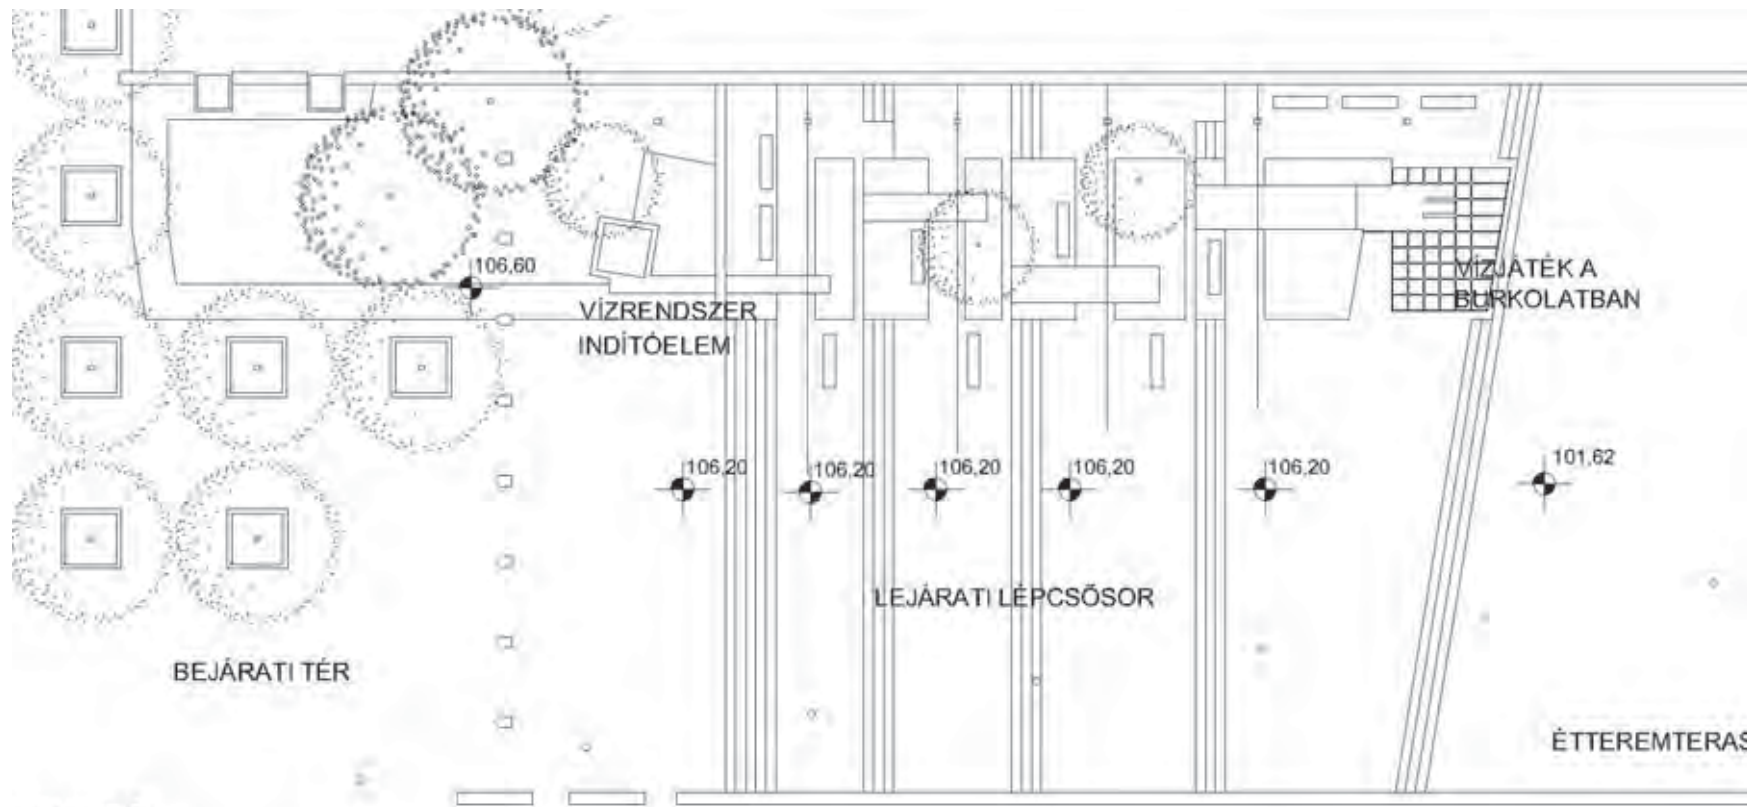 106,60
VÍZRENDSZER
INDÍTÓELEM
VÍZJÁTÉK A
BURKOLATBAN
106,20
106,20
106,20
106,20
106,20
101,62
LEJÁRATI LÉPCSŐSOR
BEJÁRATI TÉR
ÉTTEREMTERAS